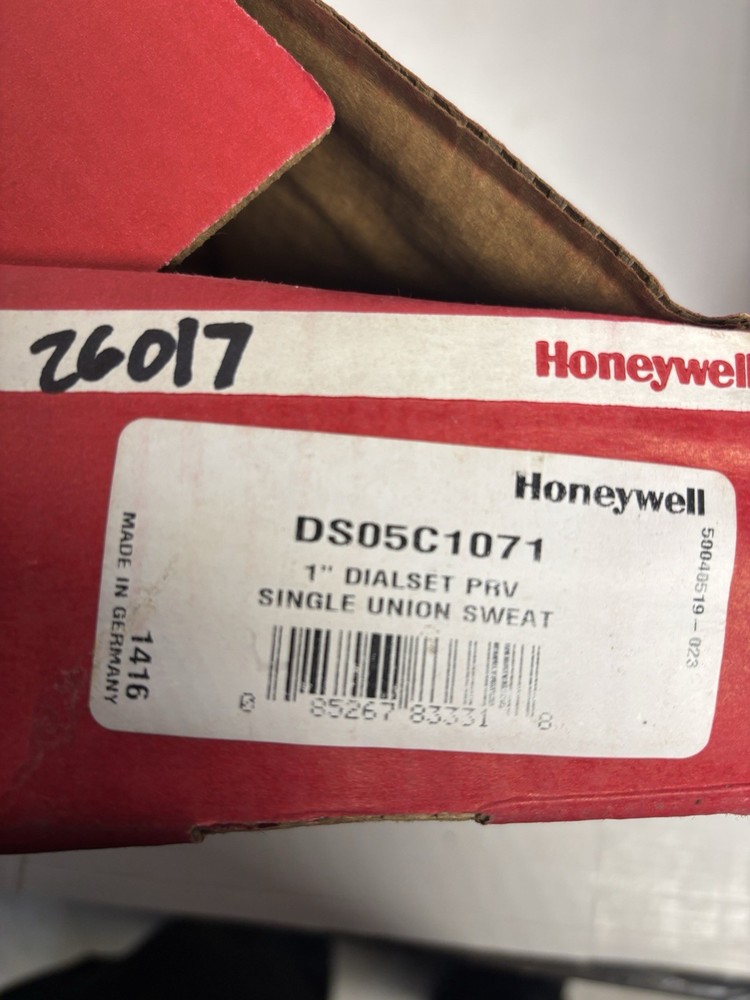 26017
Honeywell
Honeywell
DS05C1071
1" DIALSET PRV
SINGLE UNION SWEAT
MADE IN GERMANY
1416
50040519-023
0 85267 83331 8